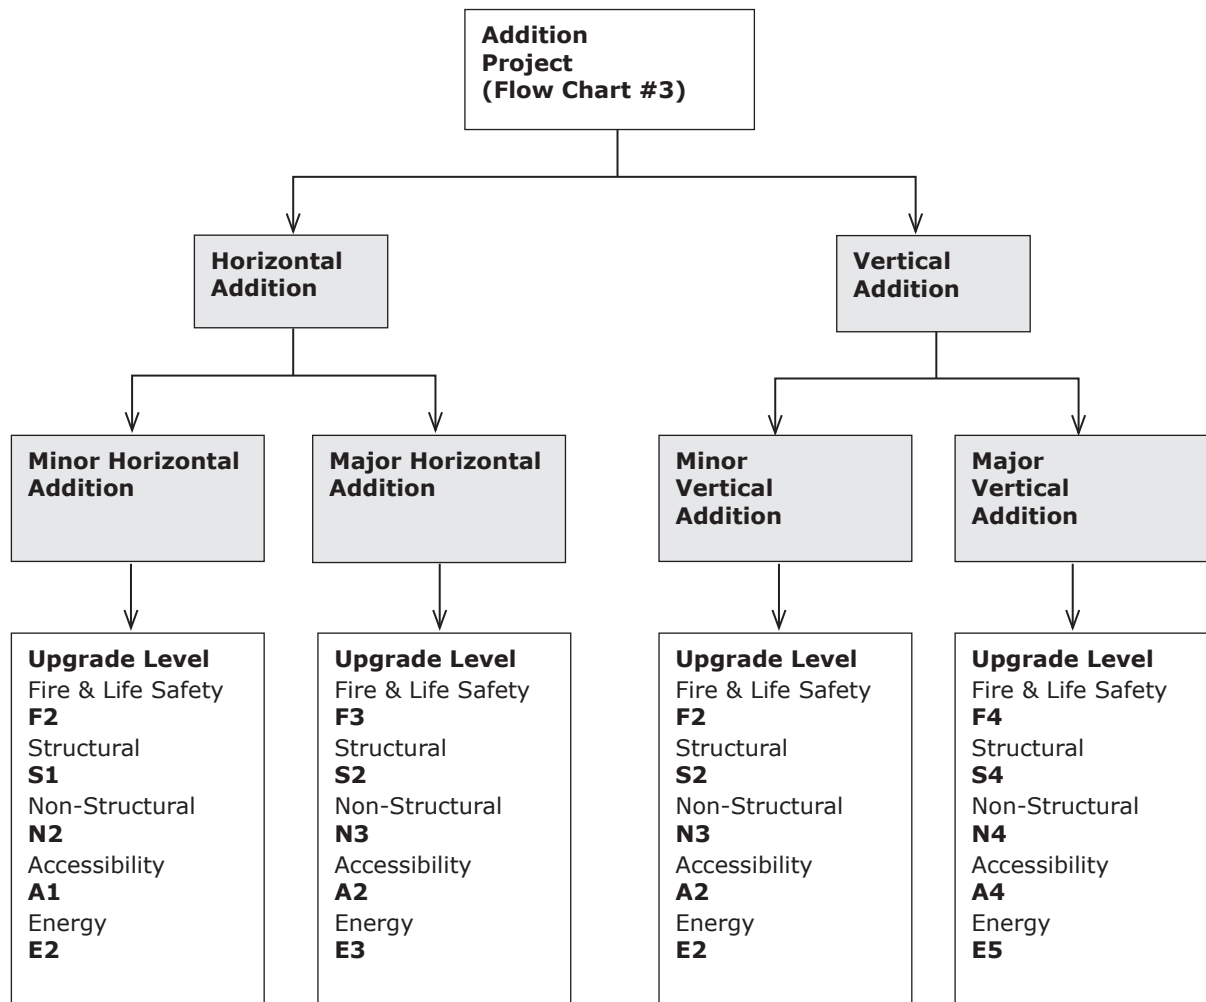 Addition
Project
(Flow Chart #3)
Horizontal
Addition
Vertical
Addition
Minor Horizontal
Addition
Major Horizontal
Addition
Minor
Vertical
Addition
Major
Vertical
Addition
Upgrade Level
Fire & Life Safety
F2
Structural
S1
Non-Structural
N2
Accessibility
A1
Energy
E2
Upgrade Level
Fire & Life Safety
F3
Structural
S2
Non-Structural
N3
Accessibility
A2
Energy
E3
Upgrade Level
Fire & Life Safety
F2
Structural
S2
Non-Structural
N3
Accessibility
A2
Energy
E2
Upgrade Level
Fire & Life Safety
F4
Structural
S4
Non-Structural
N4
Accessibility
A4
Energy
E5